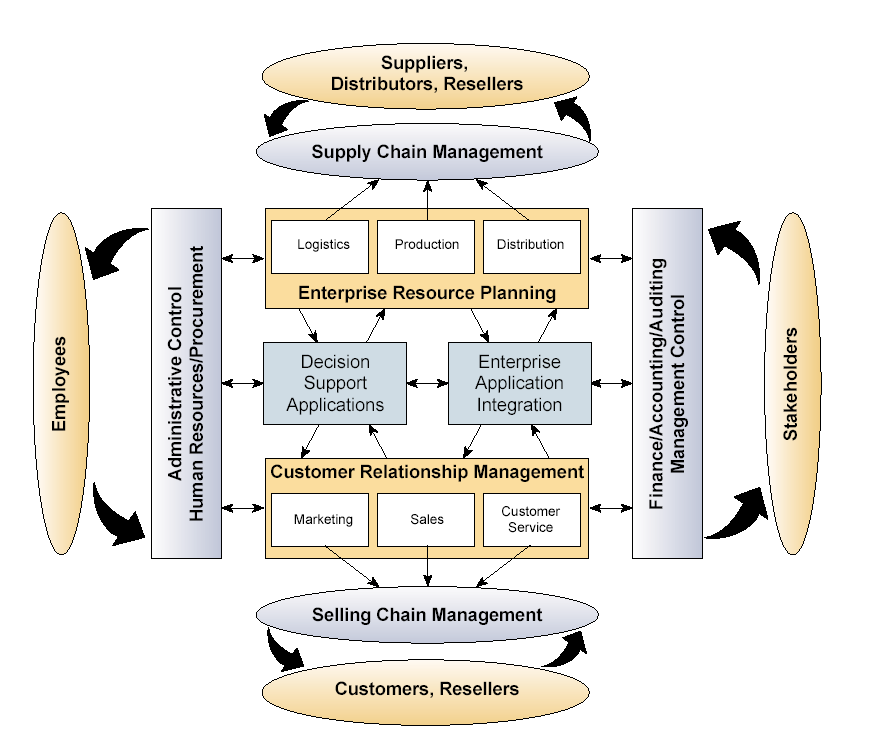 Suppliers,
Distributors, Resellers
Supply Chain Management
Employees
Administrative Control
Human Resources/Procurement
Logistics
Production
Distribution
Enterprise Resource Planning
Decision
Support
Applications
Enterprise
Application
Integration
Customer Relationship Management
Marketing
Sales
Customer
Service
Finance/Accounting/Auditing
Management Control
Stakeholders
Selling Chain Management
Customers, Resellers